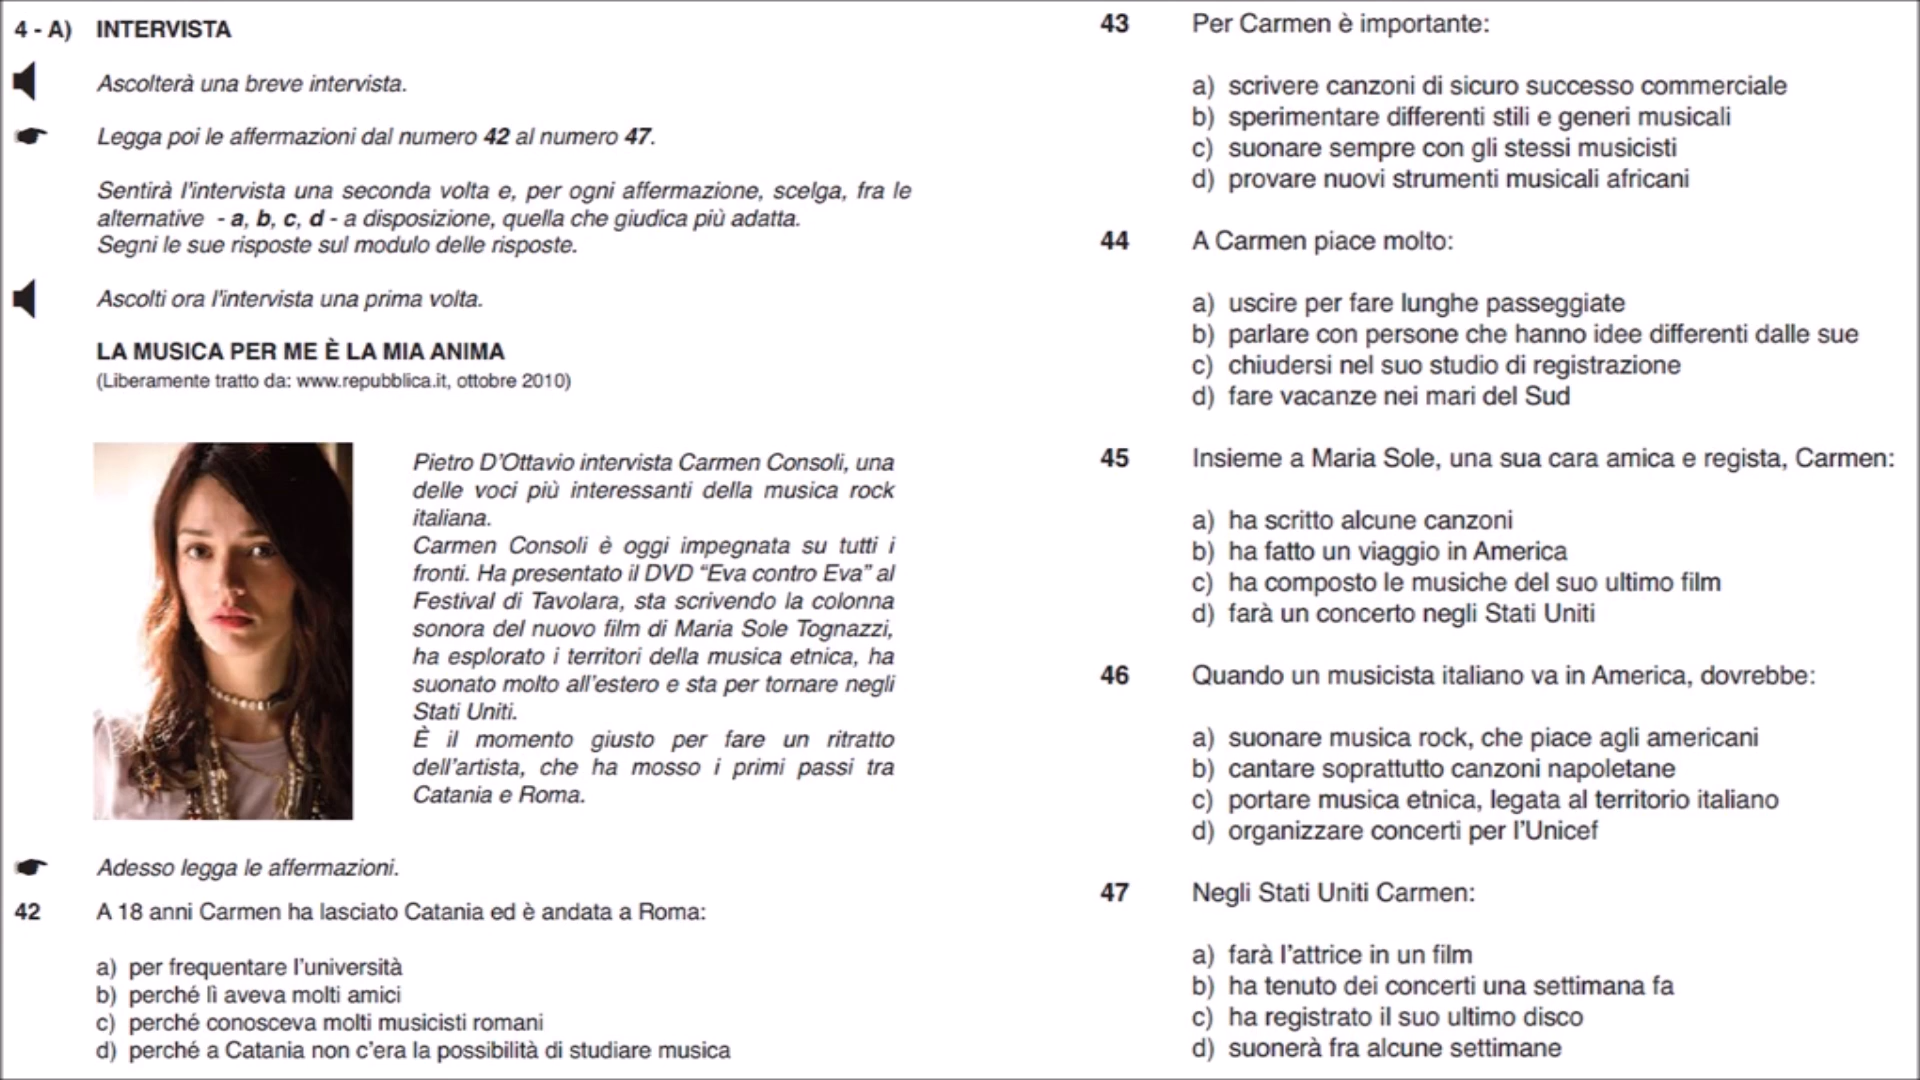 4 - A) INTERVISTA
Ascolterà una breve intervista.
Legga poi le affermazioni dal numero 42 al numero 47.
Sentirà l'intervista una seconda volta e, per ogni affermazione, scelga, fra le
alternative - a, b, c, d - a disposizione, quella che giudica più adatta.
Segni le sue risposte sul modulo delle risposte.
Ascolti ora l'intervista una prima volta.
LA MUSICA PER ME È LA MIA ANIMA
(Liberamente tratto da: www.repubblica.it, ottobre 2010)
Pietro D'Ottavio intervista Carmen Consoli, una
delle voci più interessanti della musica rock
italiana.
Carmen Consoli è oggi impegnata su tutti i
fronti. Ha presentato il DVD "Eva contro Eva" al
Festival di Tavolara, sta scrivendo la colonna
sonora del nuovo film di Maria Sole Tognazzi,
ha esplorato i territori della musica etnica, ha
suonato molto all'estero e sta per tornare negli
Stati Uniti.
È il momento giusto per fare un ritratto
dell'artista, che ha mosso i primi passi tra
Catania e Roma.
Adesso legga le affermazioni.
42 A 18 anni Carmen ha lasciato Catania ed è andata a Roma:
a) per frequentare l'università
b) perché lì aveva molti amici
c) perché conosceva molti musicisti romani
d) perché a Catania non c'era la possibilità di studiare musica
43 Per Carmen è importante:
a) scrivere canzoni di sicuro successo commerciale
b) sperimentare differenti stili e generi musicali
c) suonare sempre con gli stessi musicisti
d) provare nuovi strumenti musicali africani
44 A Carmen piace molto:
a) uscire per fare lunghe passeggiate
b) parlare con persone che hanno idee differenti dalle sue
c) chiudersi nel suo studio di registrazione
d) fare vacanze nei mari del Sud
45 Insieme a Maria Sole, una sua cara amica e regista, Carmen:
a) ha scritto alcune canzoni
b) ha fatto un viaggio in America
c) ha composto le musiche del suo ultimo film
d) farà un concerto negli Stati Uniti
46 Quando un musicista italiano va in America, dovrebbe:
a) suonare musica rock, che piace agli americani
b) cantare soprattutto canzoni napoletane
c) portare musica etnica, legata al territorio italiano
d) organizzare concerti per l'Unicef
47 Negli Stati Uniti Carmen:
a) farà l'attrice in un film
b) ha tenuto dei concerti una settimana fa
c) ha registrato il suo ultimo disco
d) suonerà fra alcune settimane